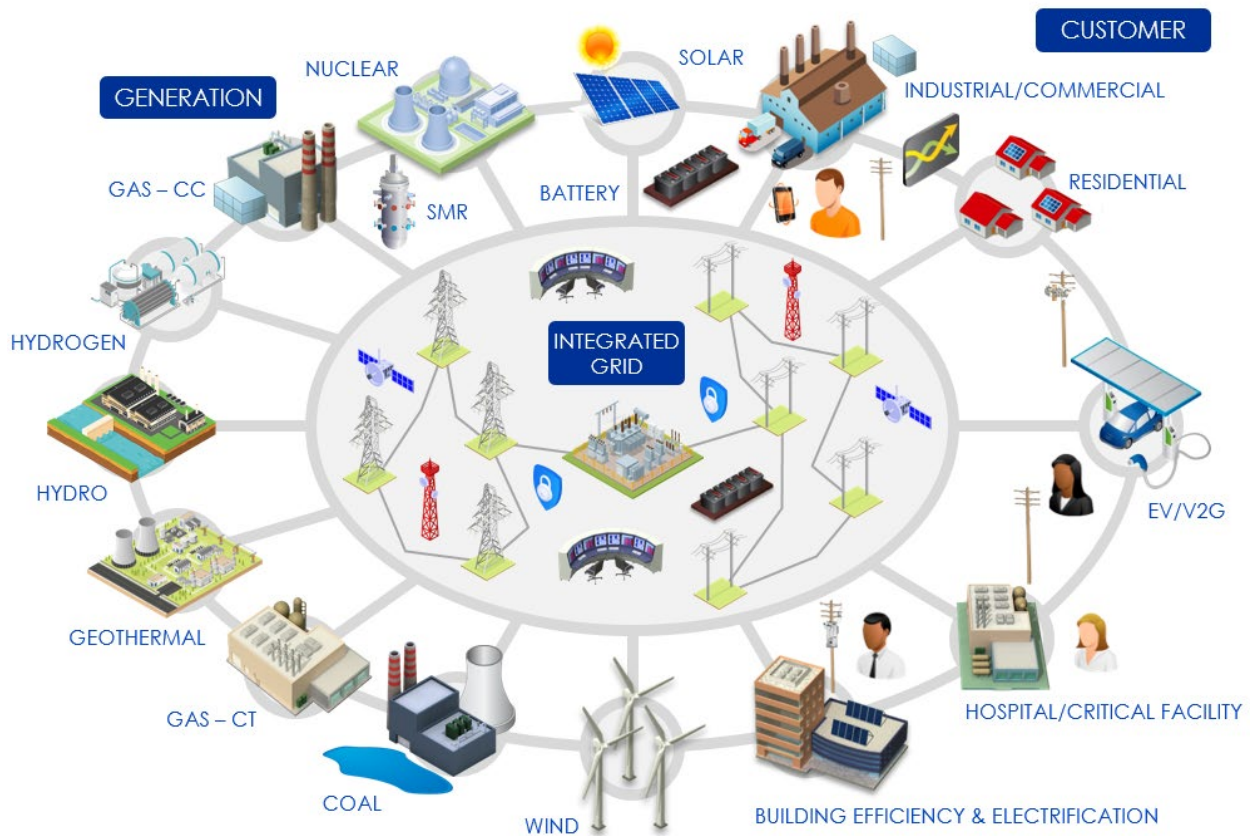 CUSTOMER
NUCLEAR
SOLAR
GENERATION
INDUSTRIAL/COMMERCIAL
GAS – CC
BATTERY
RESIDENTIAL
SMR
HYDROGEN
INTEGRATED
GRID
HYDRO
EV/V2G
GEOTHERMAL
GAS – CT
HOSPITAL/CRITICAL FACILITY
COAL
WIND
BUILDING EFFICIENCY & ELECTRIFICATION